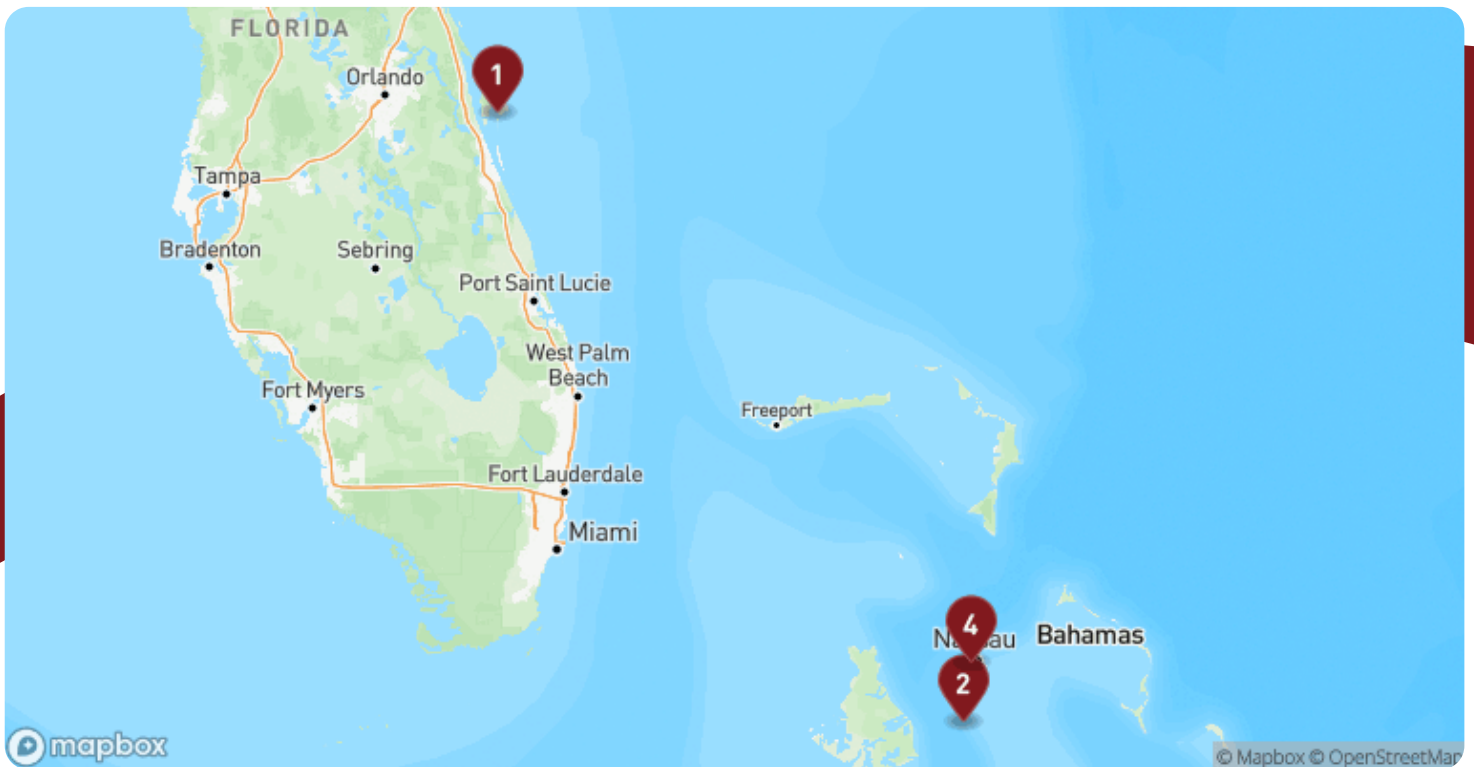 FLORIDA
1
Orlando
Tampa
Bradenton
Sebring
Port Saint Lucie
West Palm
Beach
Fort Myers
Freeport
Fort Lauderdale
Miami
4
Bahamas
2
mapbox
© Mapbox © OpenStreetMap